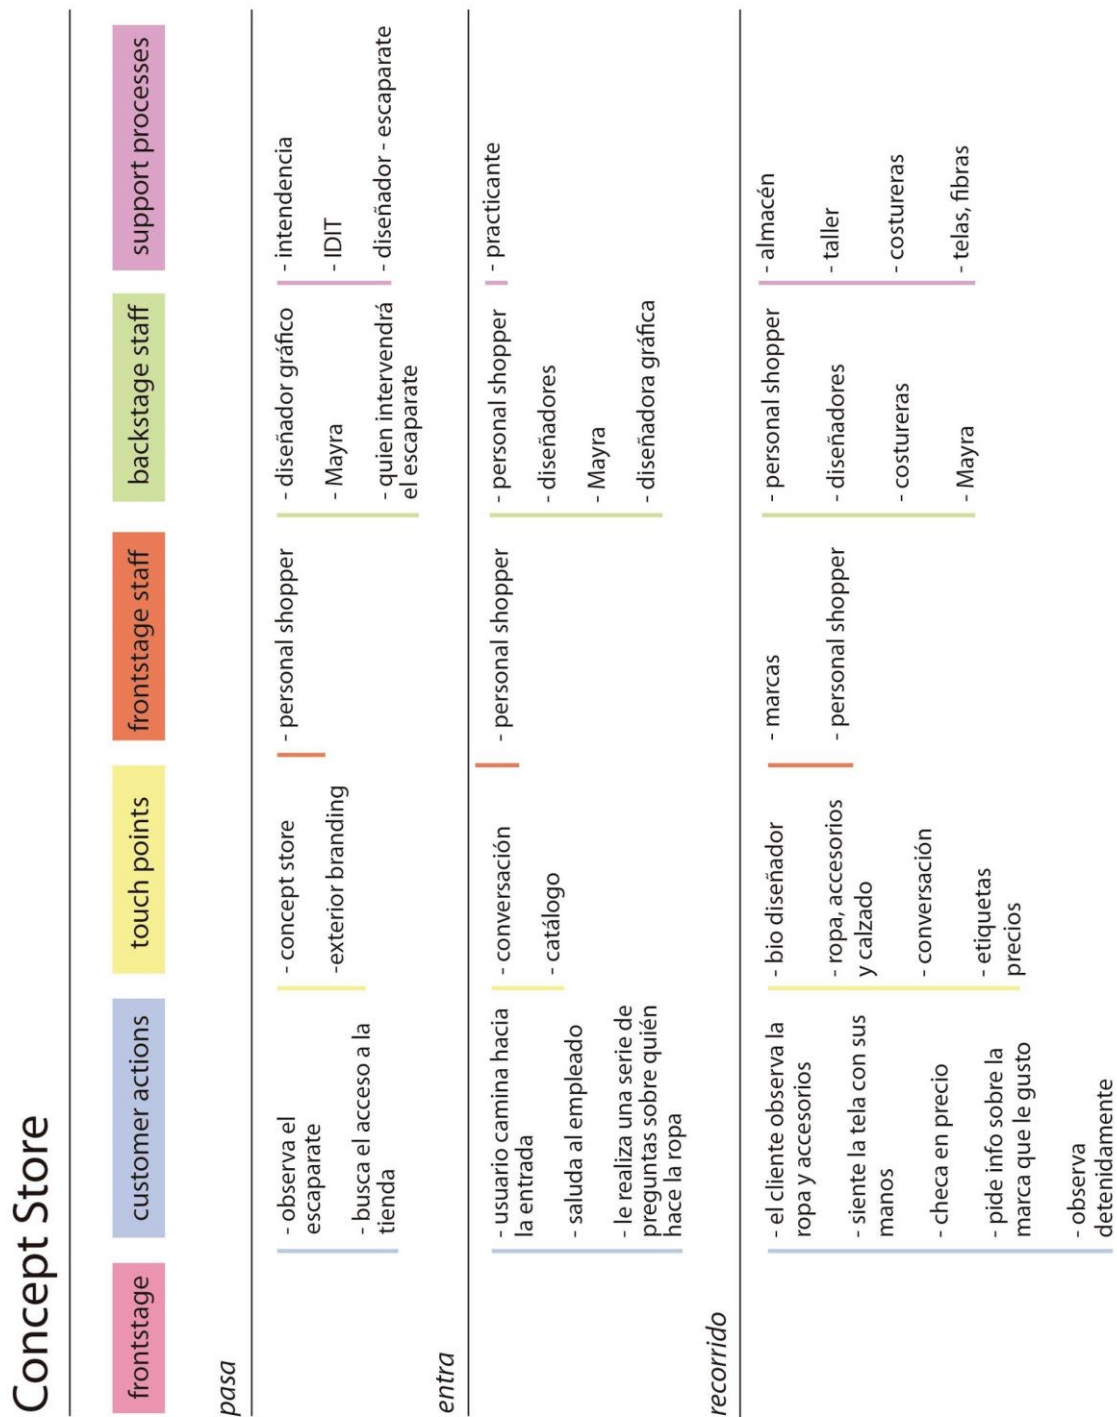 Concept Store
frontstage
customer actions
touch points
frontstage staff
backstage staff
support processes
pasa
- observa el
escaparate
- busca el acceso a la
tienda
- concept store
-exterior branding
- personal shopper
- diseñador gráfico
- Mayra
- quien intervendrá
el escaparate
- intendencia
- IDIT
- diseñador - escaparate
entra
- usuario camina hacia
la entrada
- saluda al empleado
- le realiza una serie de
preguntas sobre quién
hace la ropa
- conversación
- catálogo
- personal shopper
- personal shopper
- diseñadores
- Mayra
- diseñadora gráfica
- practicante
recorrido
- el cliente observa la
ropa y accesorios
- siente la tela con sus
manos
- checa en precio
- pide info sobre la
marca que le gusto
- observa
detenidamente
- bio diseñador
- ropa, accesorios
y calzado
- conversación
- etiquetas
precios
- marcas
- personal shopper
- personal shopper
- diseñadores
- costureras
- Mayra
- almacén
- taller
- costureras
- telas, fibras